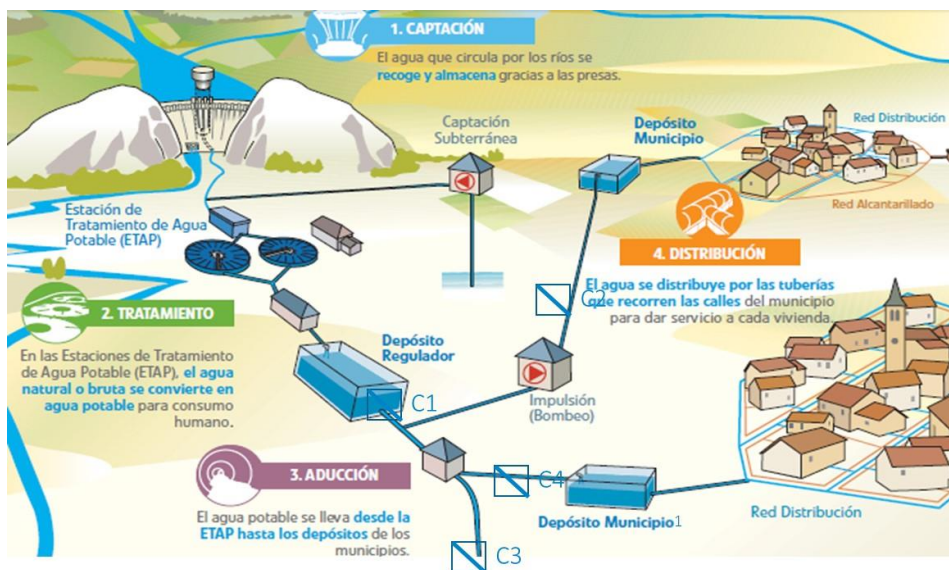 1. CAPTACIÓN
El agua que circula por los ríos se
recoge y almacena gracias a las presas.
Captación
Subterránea
Depósito
Municipio
Red Distribución
Red Alcantarillado
Estación de
Tratamiento de Agua
Potable (ETAP)
4. DISTRIBUCIÓN
El agua se distribuye por las tuberías
que recorren las calles del municipio
para dar servicio a cada vivienda.
C2
2. TRATAMIENTO
En las Estaciones de Tratamiento
de Agua Potable (ETAP), el agua
natural o bruta se convierte en
agua potable para consumo
humano.
Depósito
Regulador
C1
Impulsión
(Bombeo)
3. ADUCCIÓN
El agua potable se lleva desde la
ETAP hasta los depósitos de los
municipios.
C4
Depósito Municipio1
Red Distribución
C3